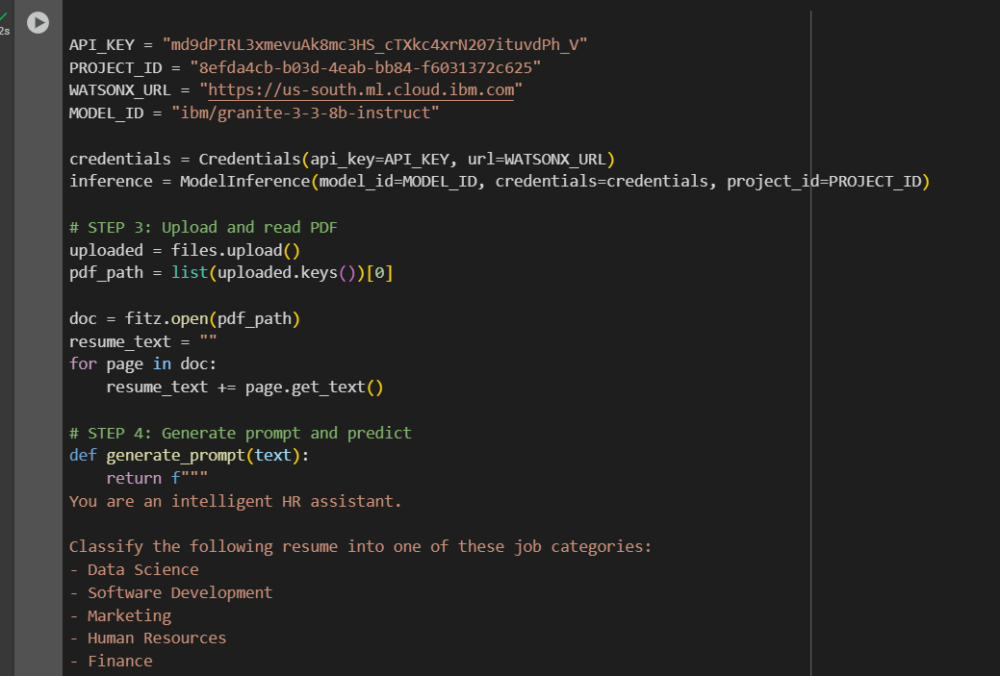 2s
API_KEY = "md9dPIRL3xmevuAk8mc3HS_cTXkc4xrN207ituvdPh_V"
PROJECT_ID = "8efda4cb-b03d-4eab-bb84-f6031372c625"
WATSONX_URL = "https://us-south.ml.cloud.ibm.com"
MODEL_ID = "ibm/granite-3-3-8b-instruct"
credentials = Credentials(api_key=API_KEY, url=WATSONX_URL)
inference = ModelInference(model_id=MODEL_ID, credentials=credentials, project_id=PROJECT_ID)
# STEP 3: Upload and read PDF
uploaded = files.upload()
pdf_path = list(uploaded.keys())[0]
doc = fitz.open(pdf_path)
resume_text = ""
for page in doc:
    resume_text += page.get_text()
# STEP 4: Generate prompt and predict
def generate_prompt(text):
    return f"""
You are an intelligent HR assistant.
Classify the following resume into one of these job categories:
- Data Science
- Software Development
- Marketing
- Human Resources
- Finance